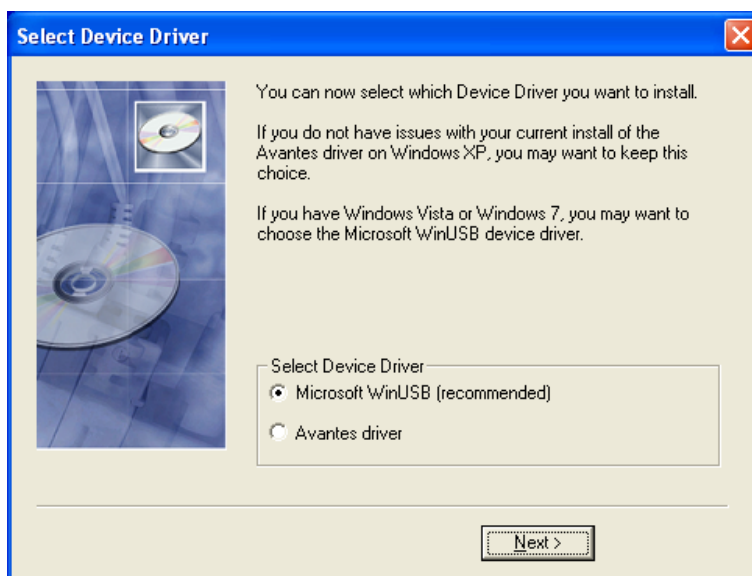 Select Device Driver
You can now select which Device Driver you want to install.
If you do not have issues with your current install of the
Avantes driver on Windows XP, you may want to keep this
choice.
If you have Windows Vista or Windows 7, you may want to
choose the Microsoft WinUSB device driver.
Select Device Driver
Microsoft WinUSB (recommended)
Avantes driver
Next >